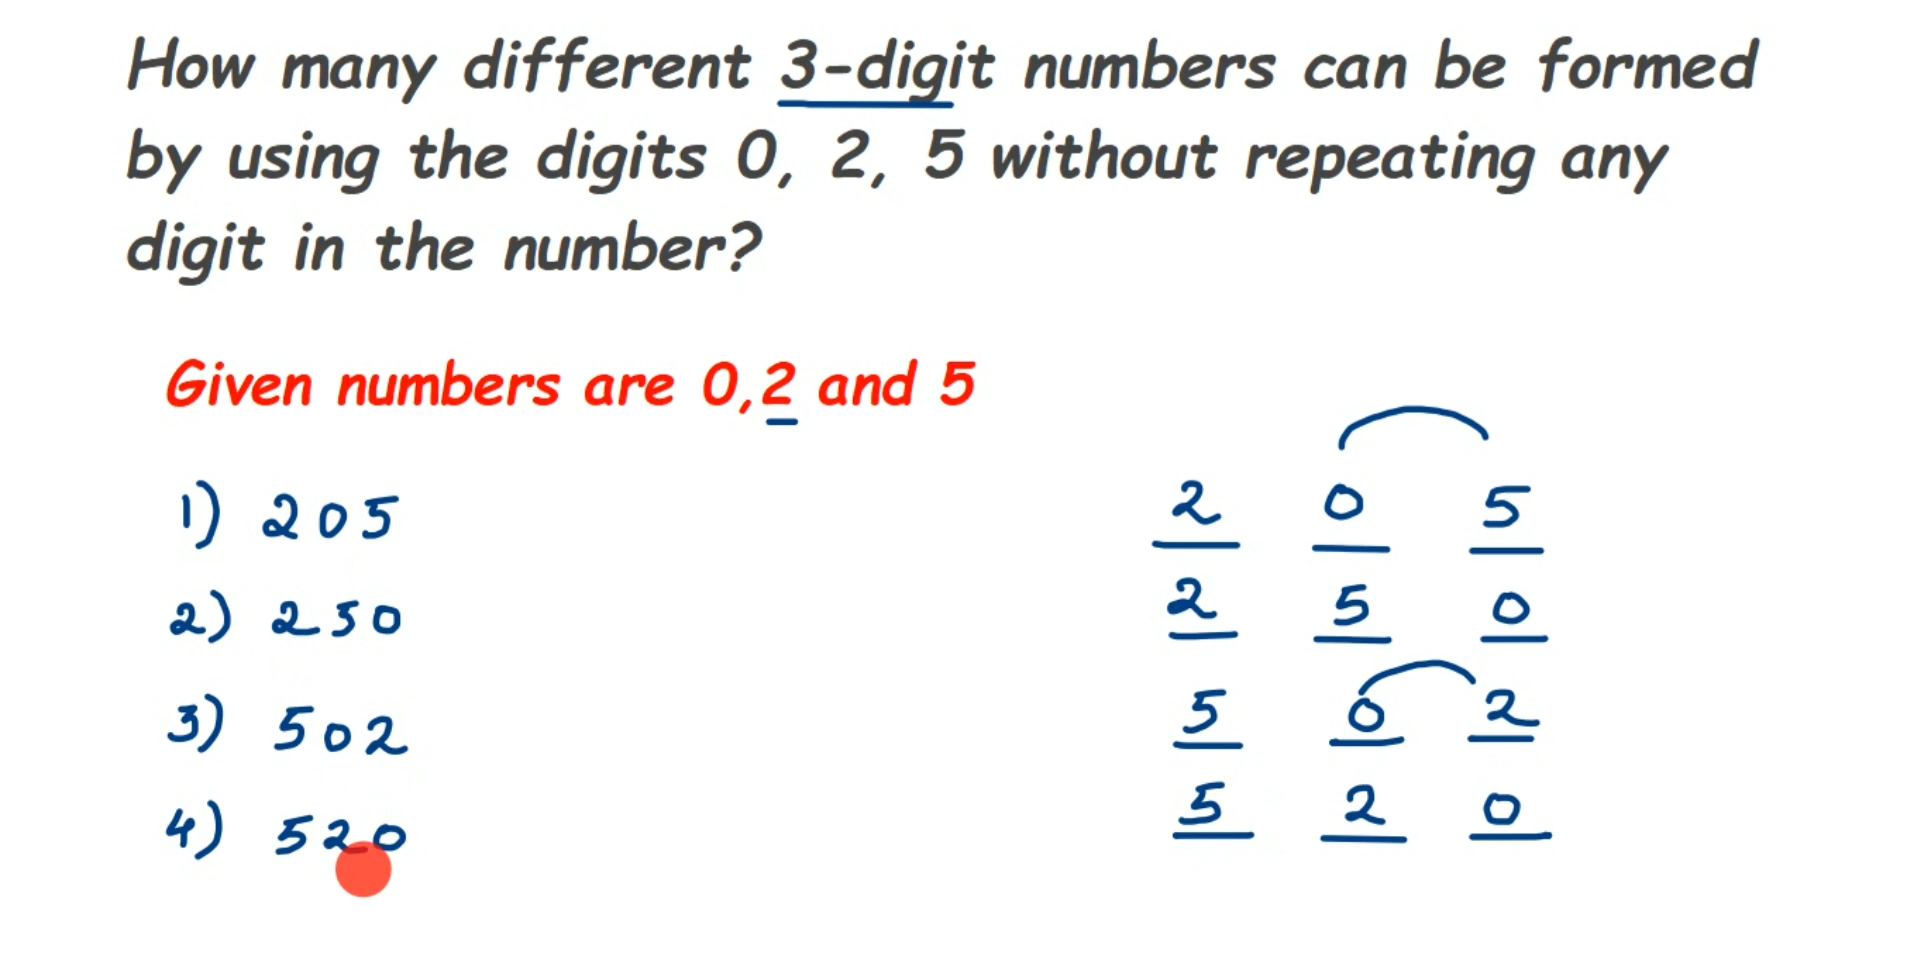 How many different 3-digit numbers can be formed
by using the digits 0, 2, 5 without repeating any
digit in the number?
Given numbers are 0,2 and 5
1) 205
2) 250
3) 502
4) 520
2 0 5
2 5 0
5 0 2
5 2 0